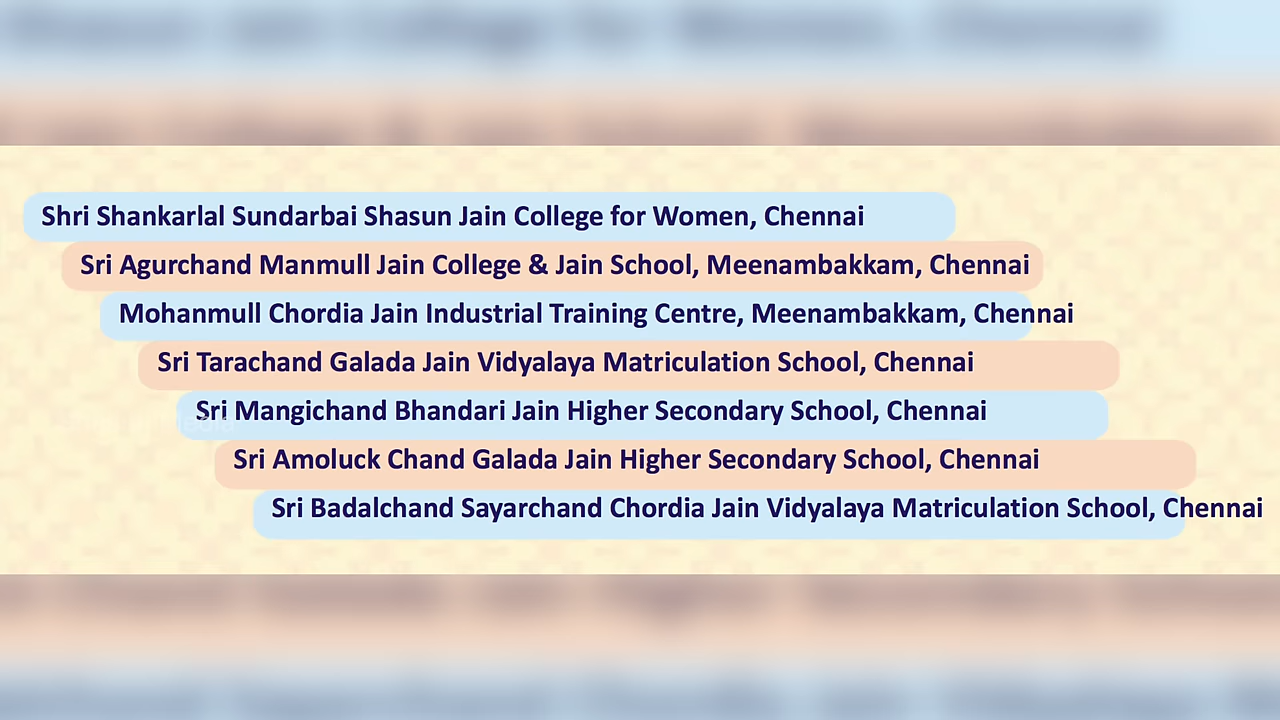 Shri Shankarlal Sundarbai Shasun Jain College for Women, Chennai
Sri Agurchand Manmull Jain College & Jain School, Meenambakkam, Chennai
Mohanmull Chordia Jain Industrial Training Centre, Meenambakkam, Chennai
Sri Tarachand Galada Jain Vidyalaya Matriculation School, Chennai
Sri Mangichand Bhandari Jain Higher Secondary School, Chennai
Sri Amoluck Chand Galada Jain Higher Secondary School, Chennai
Sri Badalchand Sayarchand Chordia Jain Vidyalaya Matriculation School, Chennai